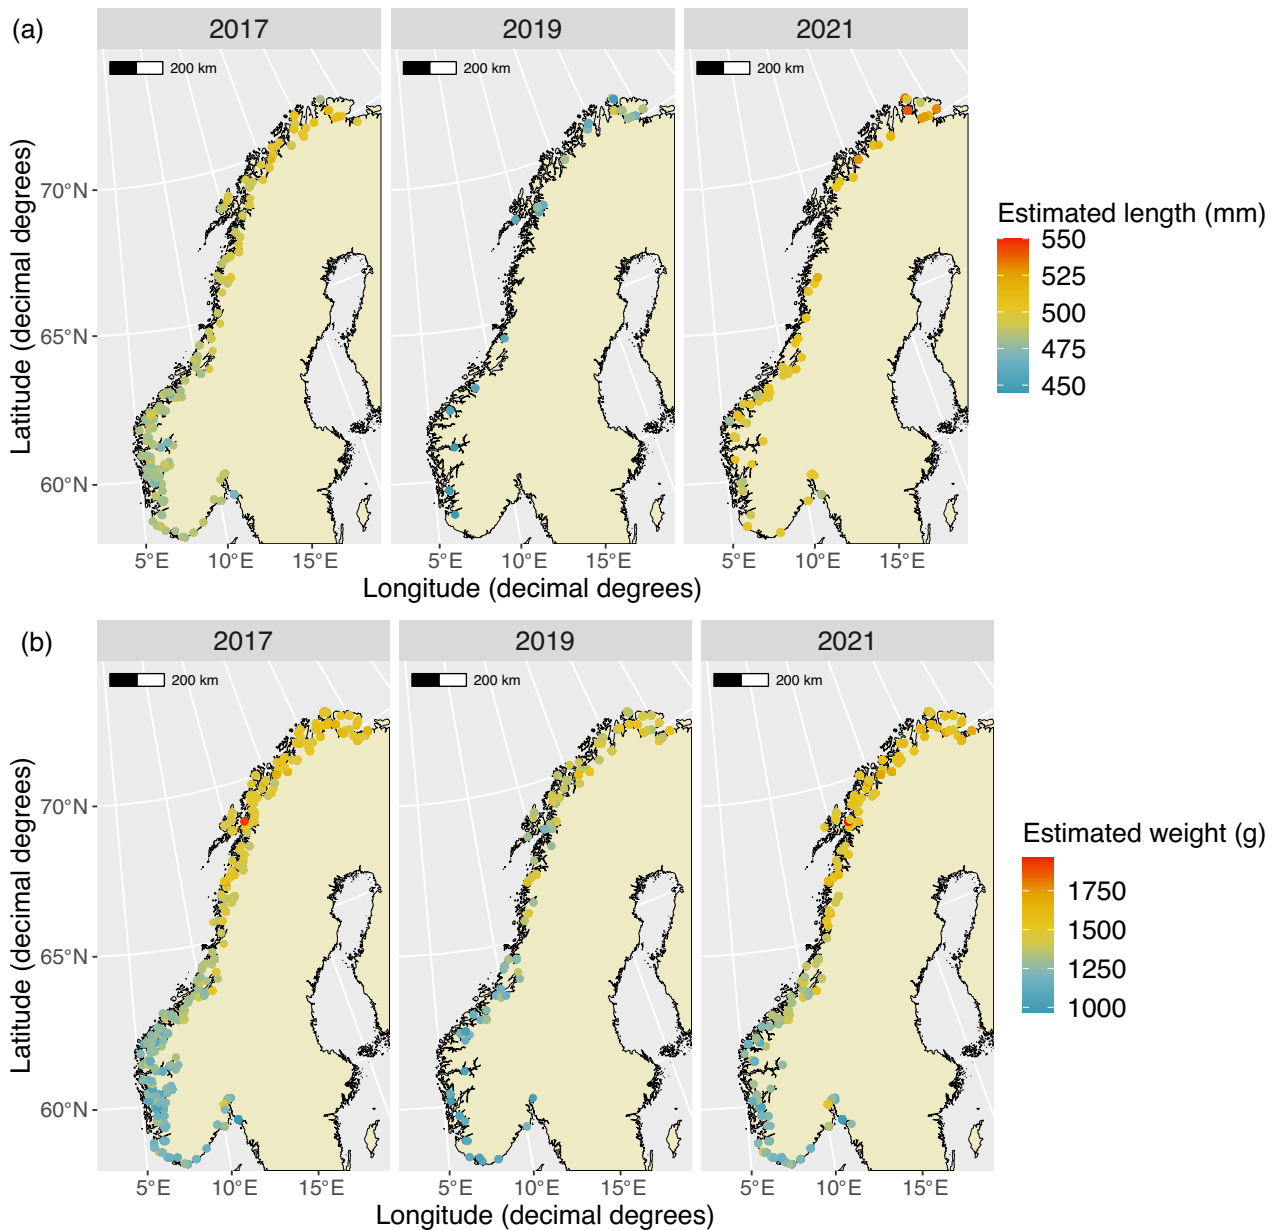 (a)
2017 2019 2021
200 km 200 km 200 km
Latitude (decimal degrees)
70°N
65°N
60°N
5°E 10°E 15°E 5°E 10°E 15°E 5°E 10°E 15°E
Longitude (decimal degrees)
Estimated length (mm)
550
525
500
475
450
(b)
2017 2019 2021
200 km 200 km 200 km
Latitude (decimal degrees)
70°N
65°N
60°N
5°E 10°E 15°E 5°E 10°E 15°E 5°E 10°E 15°E
Longitude (decimal degrees)
Estimated weight (g)
1750
1500
1250
1000